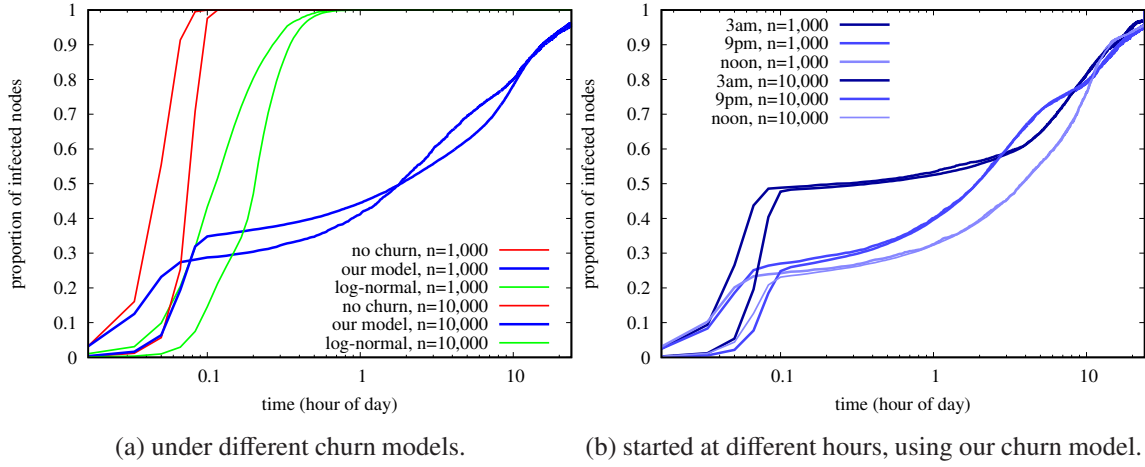 proportion of infected nodes
1
0.9
0.8
0.7
0.6
0.5
0.4
0.3
0.2
0.1
0
0.1
1
10
time (hour of day)
no churn, n=1,000
our model, n=1,000
log-normal, n=1,000
no churn, n=10,000
our model, n=10,000
log-normal, n=10,000
(a) under different churn models.
proportion of infected nodes
1
0.9
0.8
0.7
0.6
0.5
0.4
0.3
0.2
0.1
0
0.1
1
10
time (hour of day)
3am, n=1,000
9pm, n=1,000
noon, n=1,000
3am, n=10,000
9pm, n=10,000
noon, n=10,000
(b) started at different hours, using our churn model.